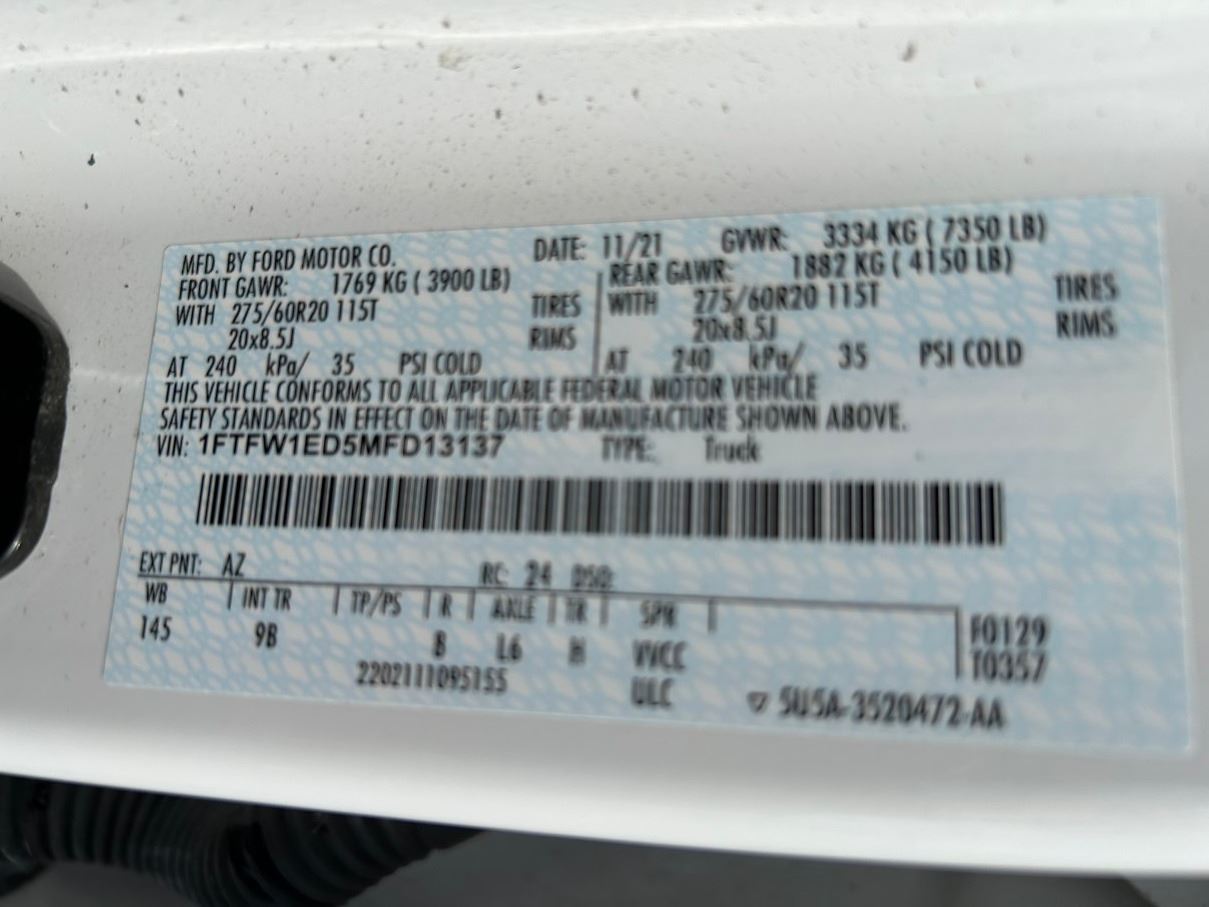 MFD. BY FORD MOTOR CO. DATE: 11/21 GVWR: 3334 KG ( 7350 LB)
FRONT GAWR: 1769 KG ( 3900 LB) REAR GAWR: 1882 KG ( 4150 LB)
WITH 275/60R20 115T TIRES WITH 275/60R20 115T TIRES
20x8.5J RIMS 20x8.5J RIMS
AT 240 kPa/ 35 PSI COLD AT 240 kPa/ 35 PSI COLD
THIS VEHICLE CONFORMS TO ALL APPLICABLE FEDERAL MOTOR VEHICLE
SAFETY STANDARDS IN EFFECT ON THE DATE OF MANUFACTURE SHOWN ABOVE.
VIN: 1FTFW1ED5MFD13137 TYPE: Truck
EXT PNT: AZ RC: 24 DSO:
WB INT TR TP/PS R AXLE TR SPR F0129
145 9B B L6 H VVCC T0357
2202111095155 ULC 5U5A-3520472-AA